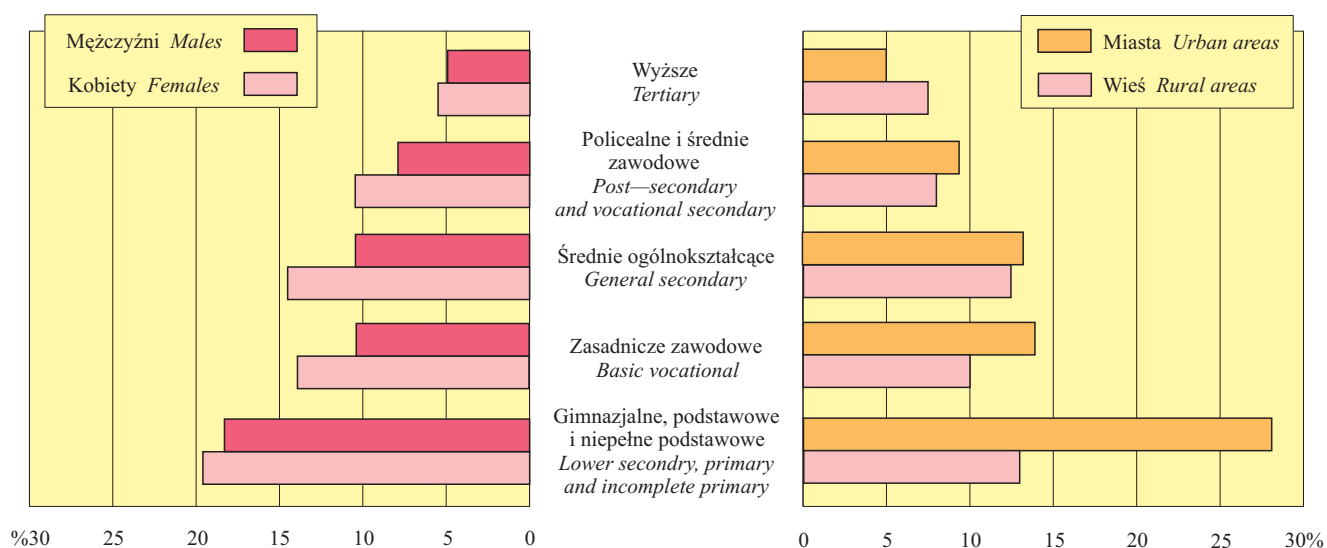 Mężczyźni Males
Kobiety Females
Miasta Urban areas
Wieś Rural areas
Wyższe
Tertiary
Policealne i średnie
zawodowe
Post—secondary
and vocational secondary
Średnie ogólnokształcące
General secondary
Zasadnicze zawodowe
Basic vocational
Gimnazjalne, podstawowe
i niepełne podstawowe
Lower secondry, primary
and incomplete primary
%30 25 20 15 10 5 0
0 5 10 15 20 25 30%